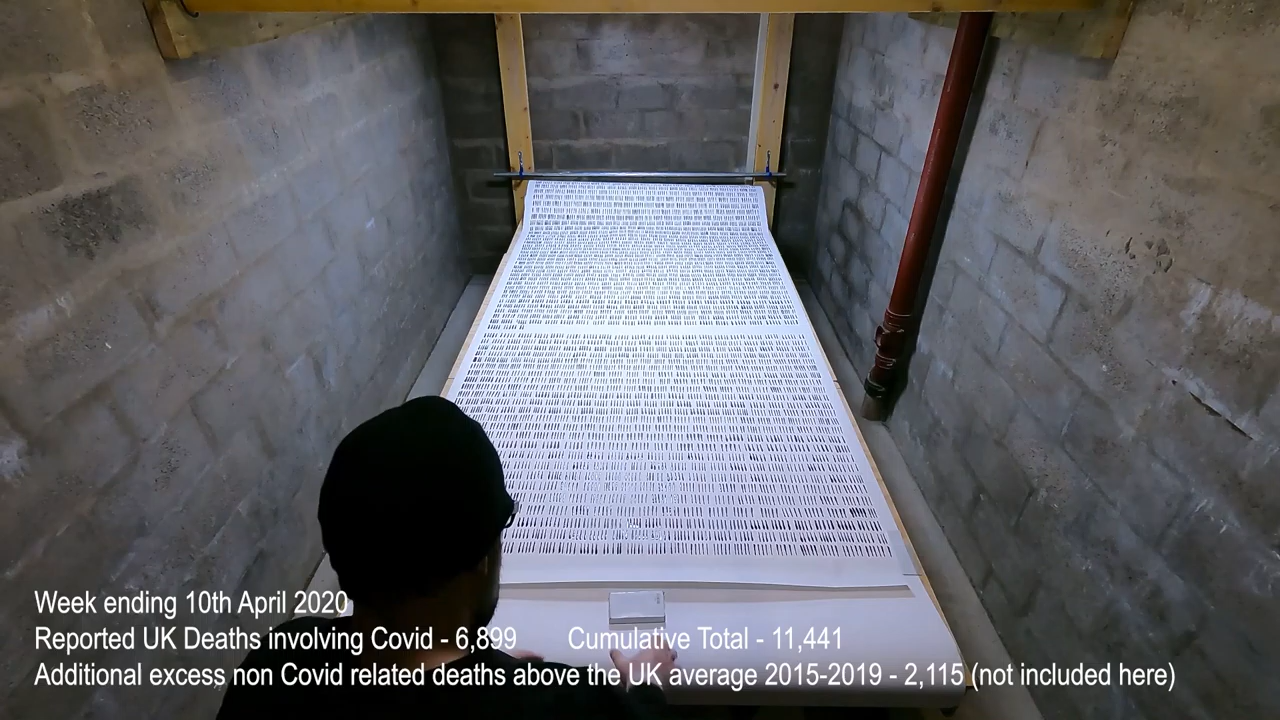 Week ending 10th April 2020
Reported UK Deaths involving Covid - 6,899 Cumulative Total - 11,441
Additional excess non Covid related deaths above the UK average 2015-2019 - 2,115 (not included here)